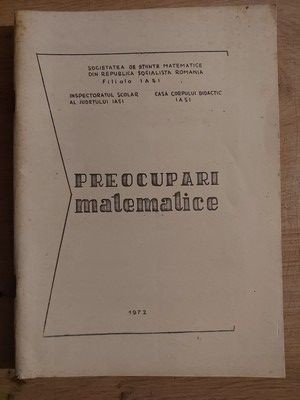 SOCIETATEA DE STIINTE MATEMATICE
DIN REPUBLICA SOCIALISTA ROMANIA
Filiala IASI
INSPECTORATUL SCOLAR
AL JUDETULUI IASI
CASA CORPULUI DIDACTIC
IASI
PREOCUPARI
matematice
1972